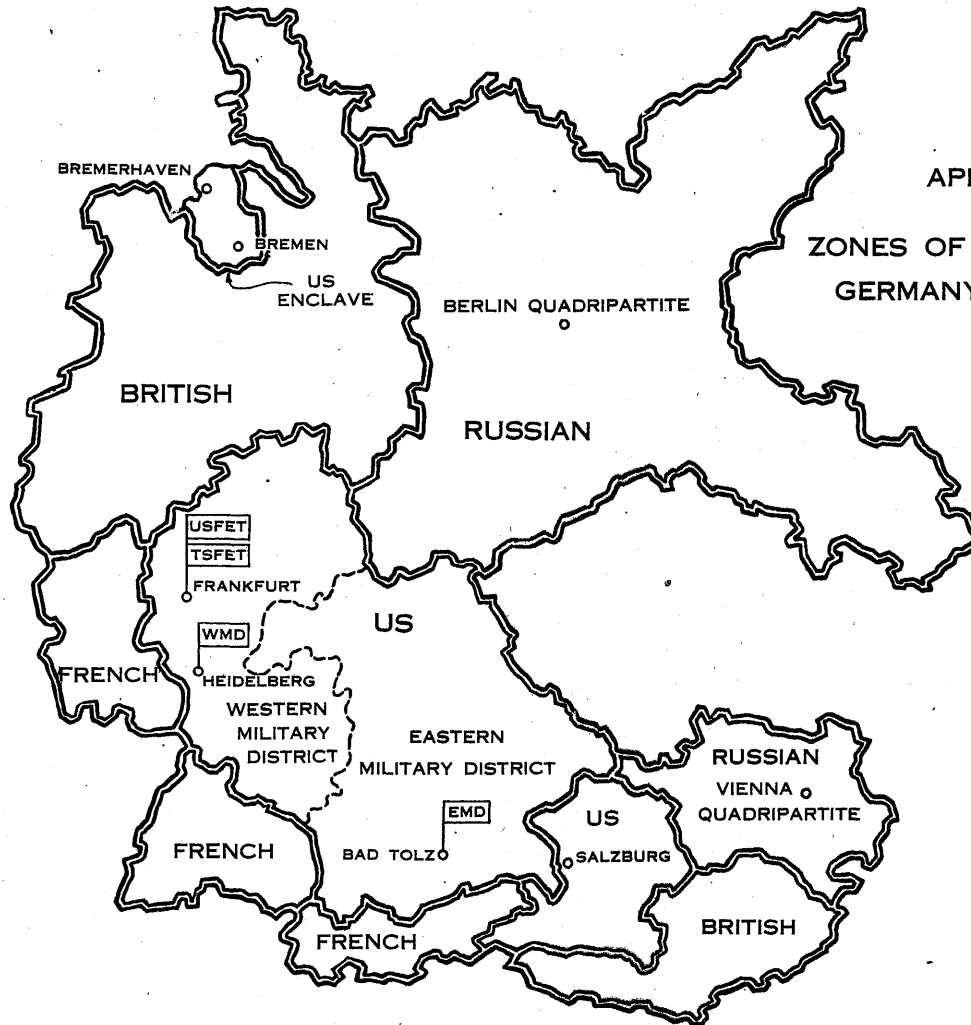 BREMERHAVEN
BREMEN
US
ENCLAVE
ZONES OF
GERMANY
BERLIN QUADRIPARTITE
BRITISH
RUSSIAN
USFET
TSFET
FRANKFURT
US
WMD
FRENCH
HEIDELBERG
WESTERN
MILITARY
DISTRICT
EASTERN
MILITARY DISTRICT
RUSSIAN
VIENNA
QUADRIPARTITE
EMD
US
FRENCH
BAD TOLZ
SALZBURG
FRENCH
BRITISH